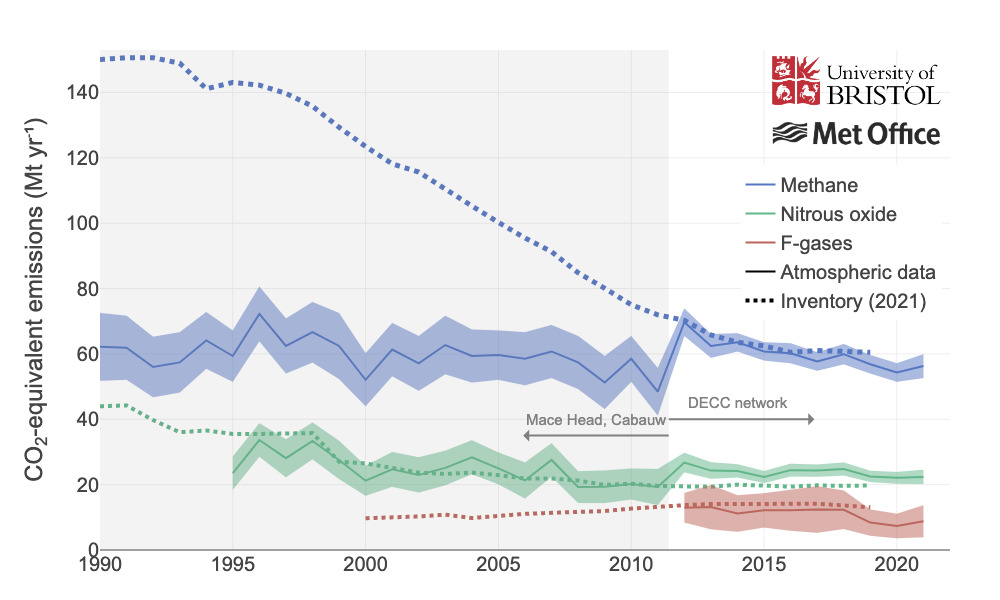 University of
BRISTOL
Met Office
CO₂-equivalent emissions (Mt yr⁻¹)
140
120
100
80
60
40
20
0
Methane
Nitrous oxide
F-gases
Atmospheric data
Inventory (2021)
DECC network
Mace Head, Cabauw
1990
1995
2000
2005
2010
2015
2020